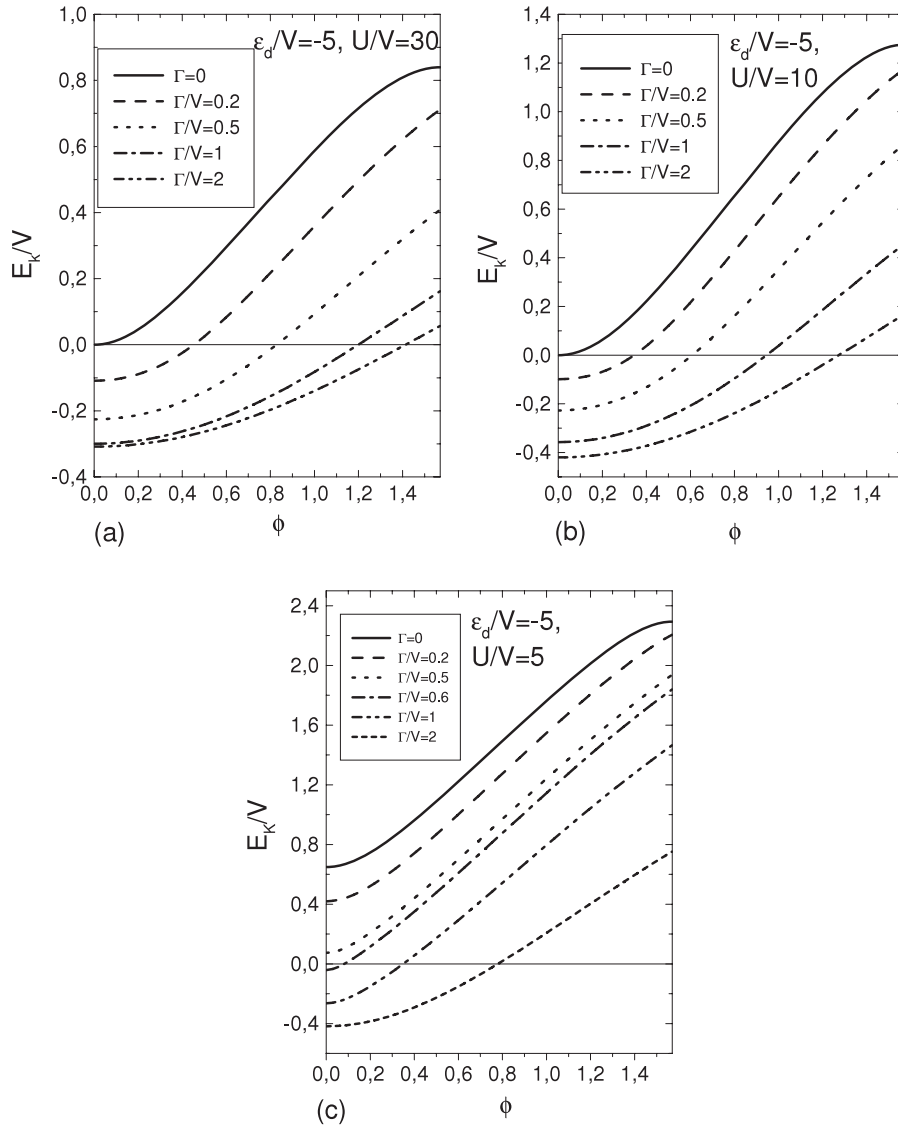 1,0
0,8
0,6
0,4
0,2
0,0
-0,2
-0,4
E_k/V
ε_d/V=-5, U/V=30
Γ=0
Γ/V=0.2
Γ/V=0.5
Γ/V=1
Γ/V=2
0,0 0,2 0,4 0,6 0,8 1,0 1,2 1,4
ϕ
(a)
1,4
1,2
1,0
0,8
0,6
0,4
0,2
0,0
-0,2
-0,4
E_k/V
ε_d/V=-5,
U/V=10
Γ=0
Γ/V=0.2
Γ/V=0.5
Γ/V=1
Γ/V=2
0,0 0,2 0,4 0,6 0,8 1,0 1,2 1,4
ϕ
(b)
2,4
2,0
1,6
1,2
0,8
0,4
0,0
-0,4
E_K/V
ε_d/V=-5,
U/V=5
Γ=0
Γ/V=0.2
Γ/V=0.5
Γ/V=0.6
Γ/V=1
Γ/V=2
0,0 0,2 0,4 0,6 0,8 1,0 1,2 1,4
ϕ
(c)